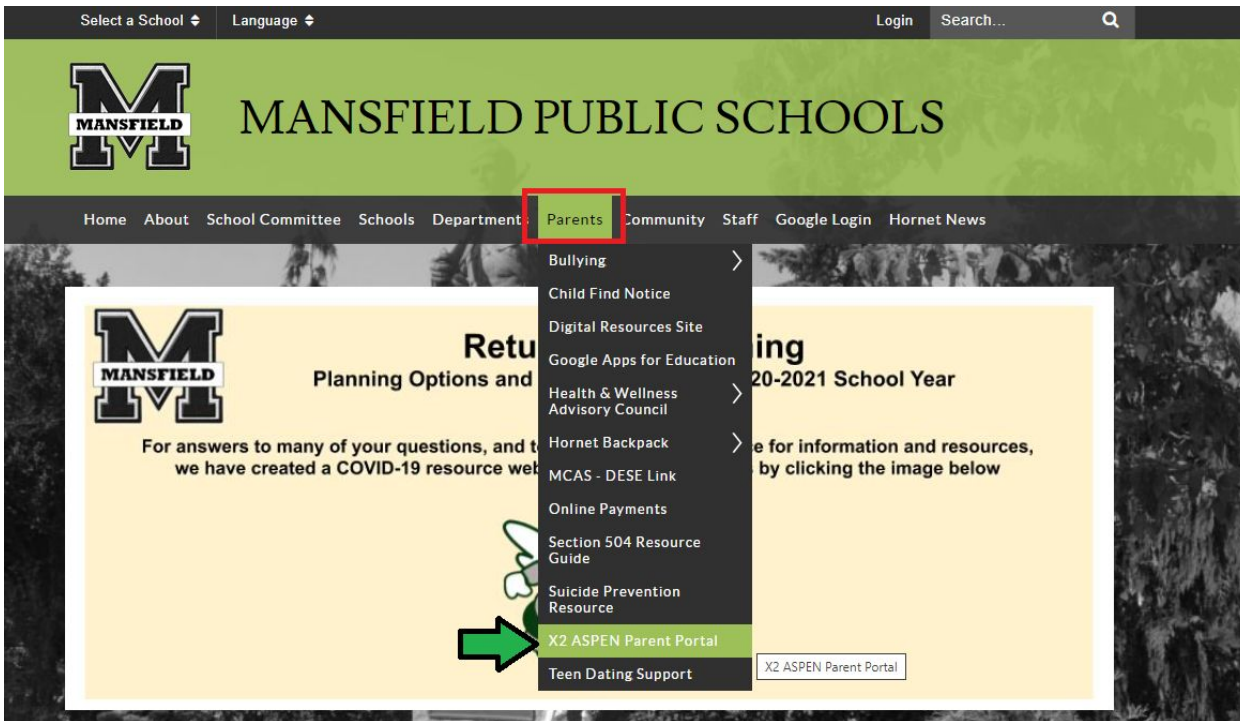 Select a School Language Login Search...
MANSFIELD
MANSFIELD PUBLIC SCHOOLS
Home About School Committee Schools Departments Parents Community Staff Google Login Hornet News
Bullying
Child Find Notice
Digital Resources Site
Google Apps for Education
Health & Wellness
Advisory Council
Hornet Backpack
MCAS - DESE Link
Online Payments
Section 504 Resource
Guide
Suicide Prevention
Resource
X2 ASPEN Parent Portal
Teen Dating Support
X2 ASPEN Parent Portal
MANSFIELD
Planning Options and 20-2021 School Year
For answers to many of your questions, and for information and resources,
we have created a COVID-19 resource by clicking the image below